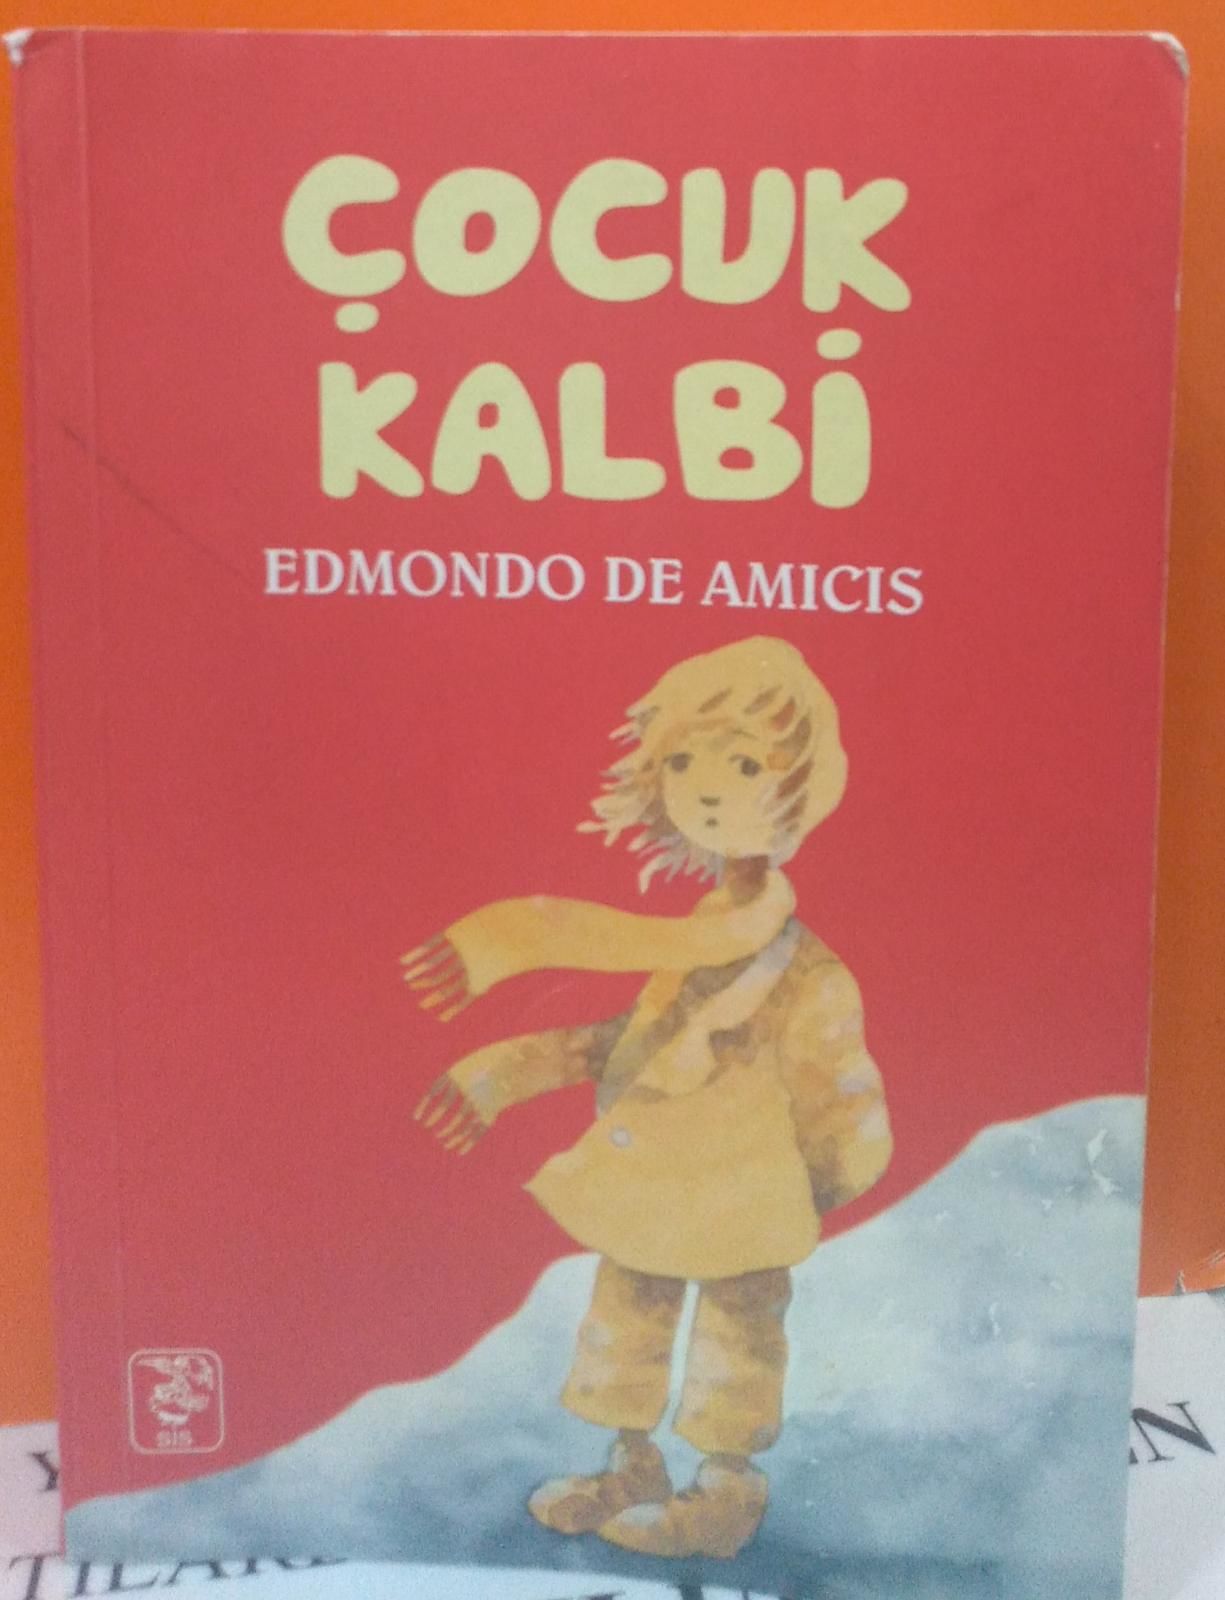 ÇOCUK
KALBİ
EDMONDO DE AMICIS
SİS